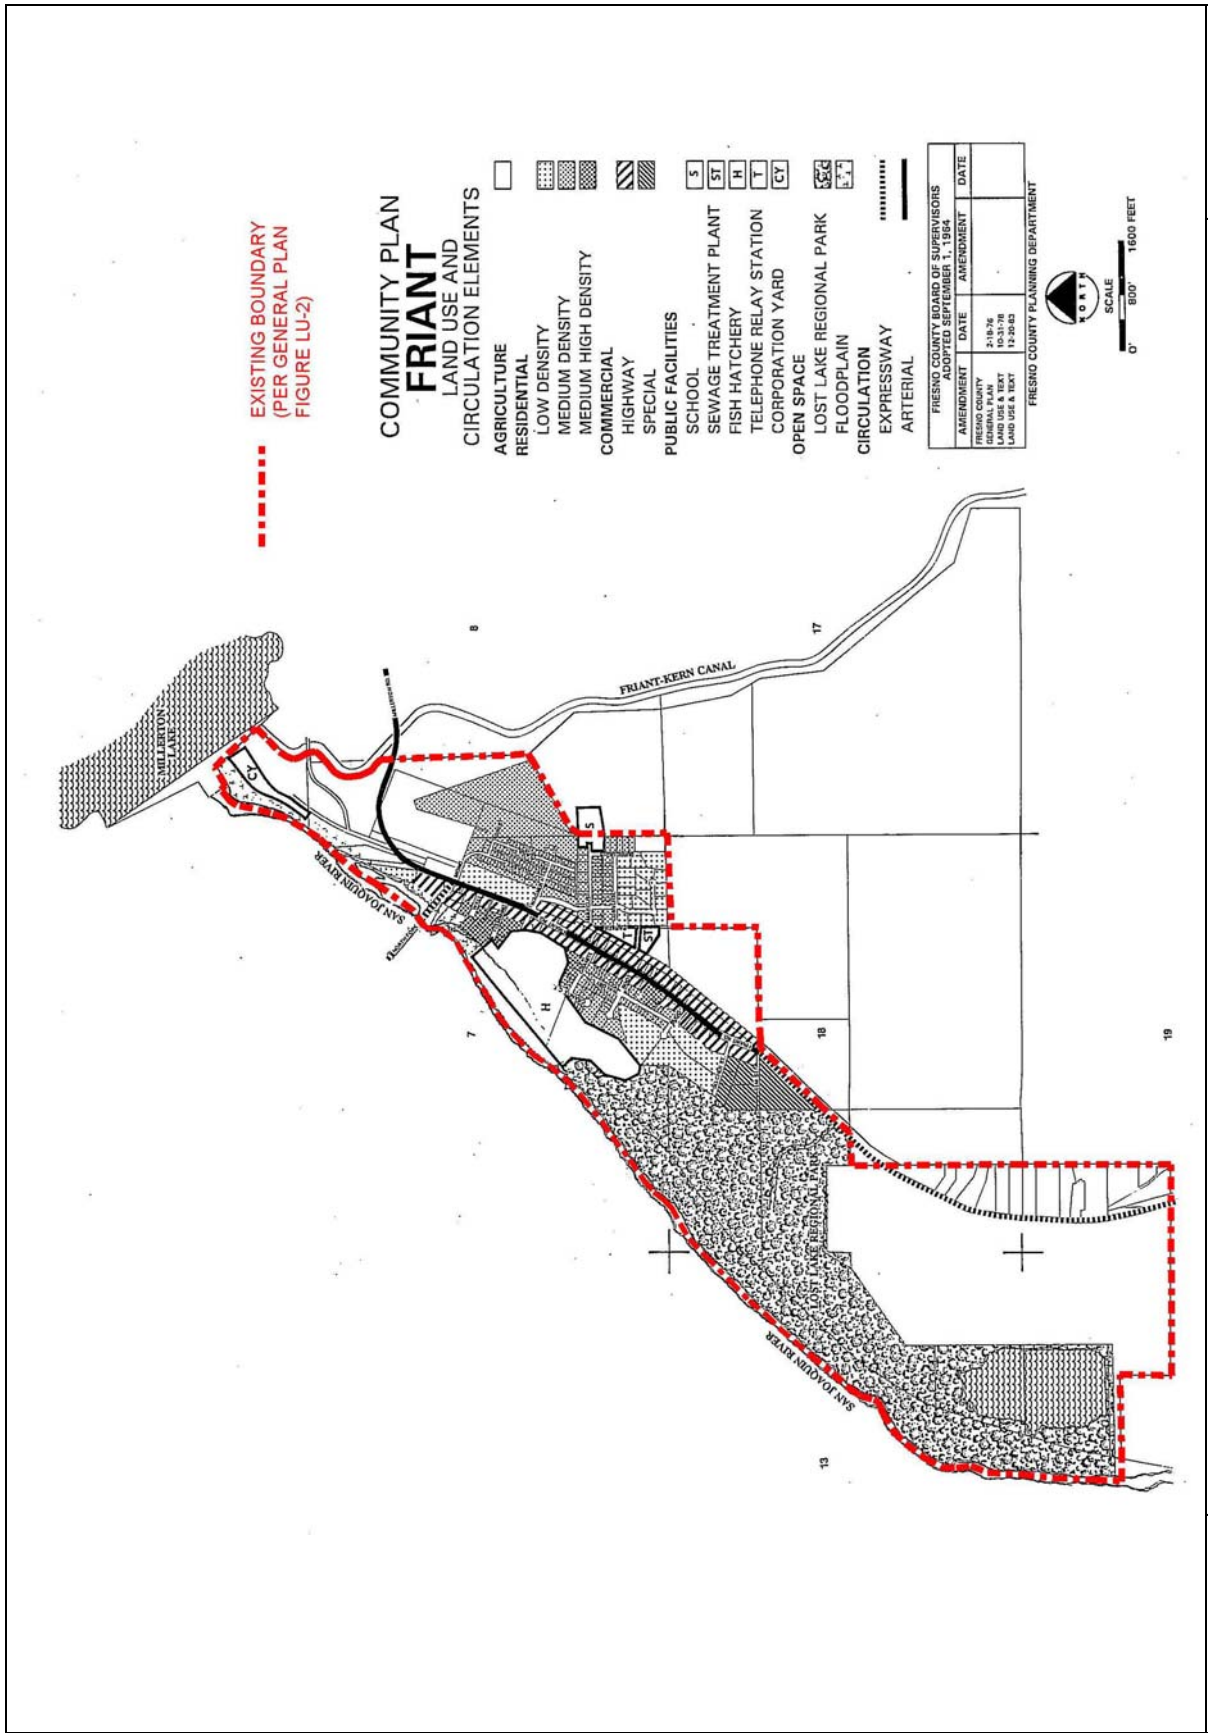 EXISTING BOUNDARY
(PER GENERAL PLAN
FIGURE LU-2)
COMMUNITY PLAN
FRIANT
LAND USE AND
CIRCULATION ELEMENTS
AGRICULTURE
RESIDENTIAL
LOW DENSITY
MEDIUM DENSITY
MEDIUM HIGH DENSITY
COMMERCIAL
HIGHWAY
SPECIAL
PUBLIC FACILITIES
SCHOOL S
SEWAGE TREATMENT PLANT ST
FISH HATCHERY H
TELEPHONE RELAY STATION T
CORPORATION YARD CY
OPEN SPACE
LOST LAKE REGIONAL PARK
FLOODPLAIN
CIRCULATION
EXPRESSWAY
ARTERIAL
FRESNO COUNTY BOARD OF SUPERVISORS
ADOPTED SEPTEMBER 1, 1964
AMENDMENT DATE AMENDMENT DATE
FRESNO COUNTY
GENERAL PLAN 2-19-76
LAND USE & TEXT 10-31-78
LAND USE & TEXT 12-20-83
FRESNO COUNTY PLANNING DEPARTMENT
NORTH
SCALE
0' 800' 1600 FEET
MILLERTON
LAKE
CY
SAN JOAQUIN RIVER
8
FRIANT-KERN CANAL
17
S
T
ST
H
7
18
19
LOST LAKE REGIONAL PARK
SAN JOAQUIN RIVER
13